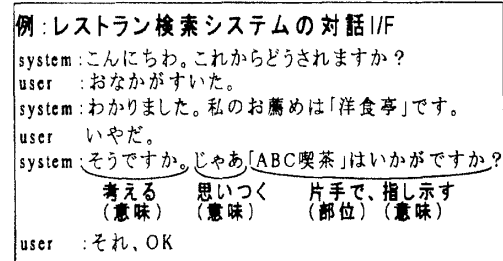 例:レストラン検索システムの対話I/F
system:こんにちわ。これからどうされますか?
user :おなかがすいた。
system:わかりました。私のお薦めは「洋食亭」です。
user いやだ。
system:そうですか。じゃあ「ABC喫茶」はいかがですか?
考える 思いつく 片手で、指し示す
(意味) (意味) (部位) (意味)
user :それ、OK